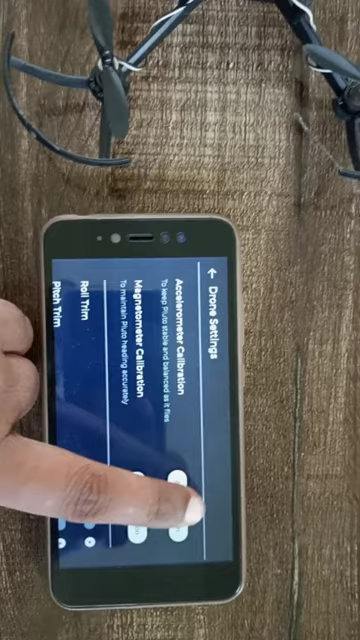 Drone Settings
Accelerometer Calibration
To keep Pluto stable and balanced as it flies
Magnetometer Calibration
To maintain Pluto heading accurately
Roll Trim
Pitch Trim